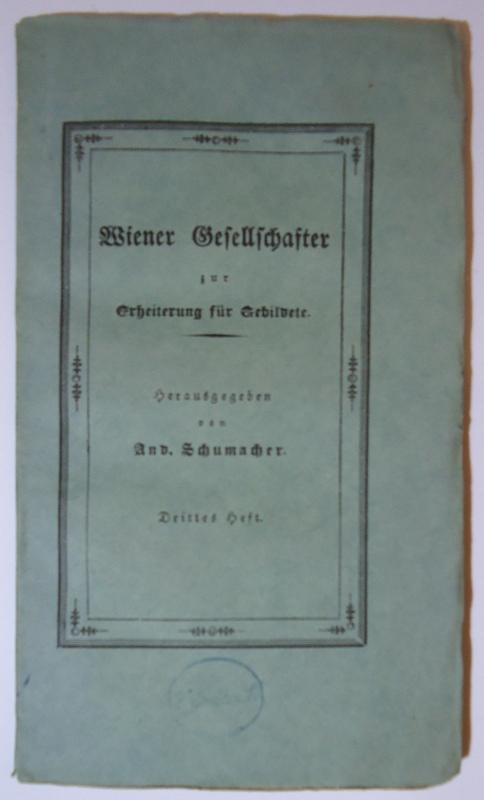 Wiener Gesellschafter
zur
Erheiterung für Gebildete.
Herausgegeben
von
And. Schumacher.
Drittes Heft.